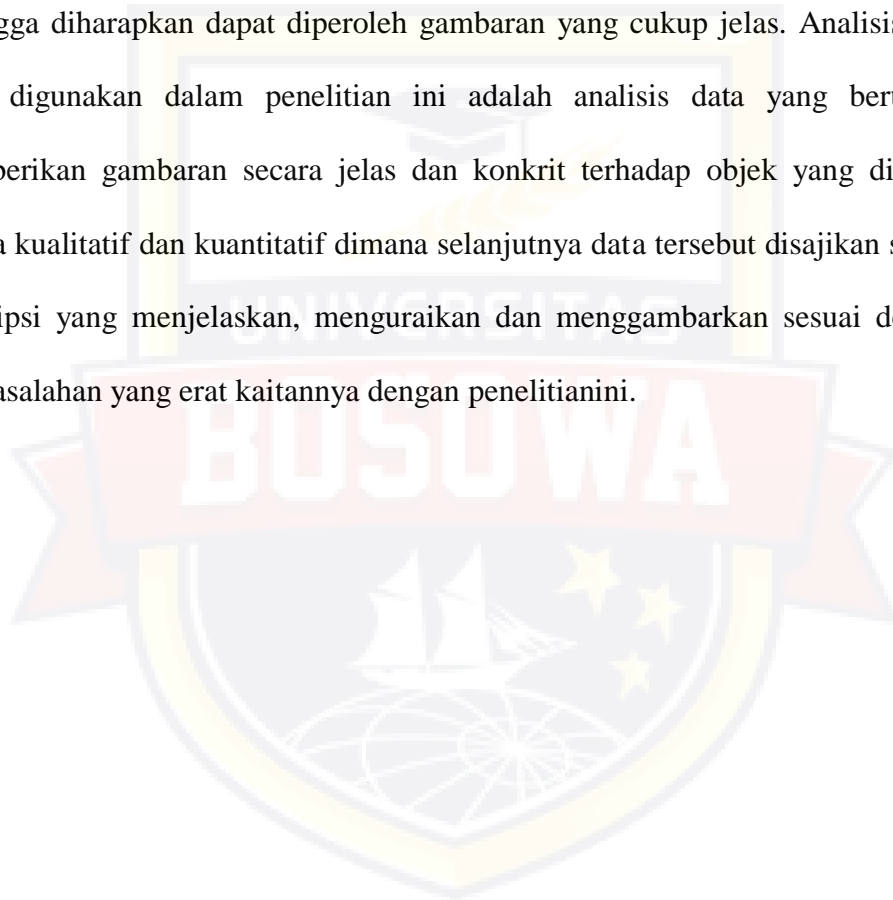 gga diharapkan dapat diperoleh gambaran yang cukup jelas. Analisis
digunakan dalam penelitian ini adalah analisis data yang ber
berikan gambaran secara jelas dan konkrit terhadap objek yang di
a kualitatif dan kuantitatif dimana selanjutnya data tersebut disajikan s
ipsi yang menjelaskan, menguraikan dan menggambarkan sesuai d
asalahan yang erat kaitannya dengan penelitianini.
UNIVERSITAS
BOSOWA